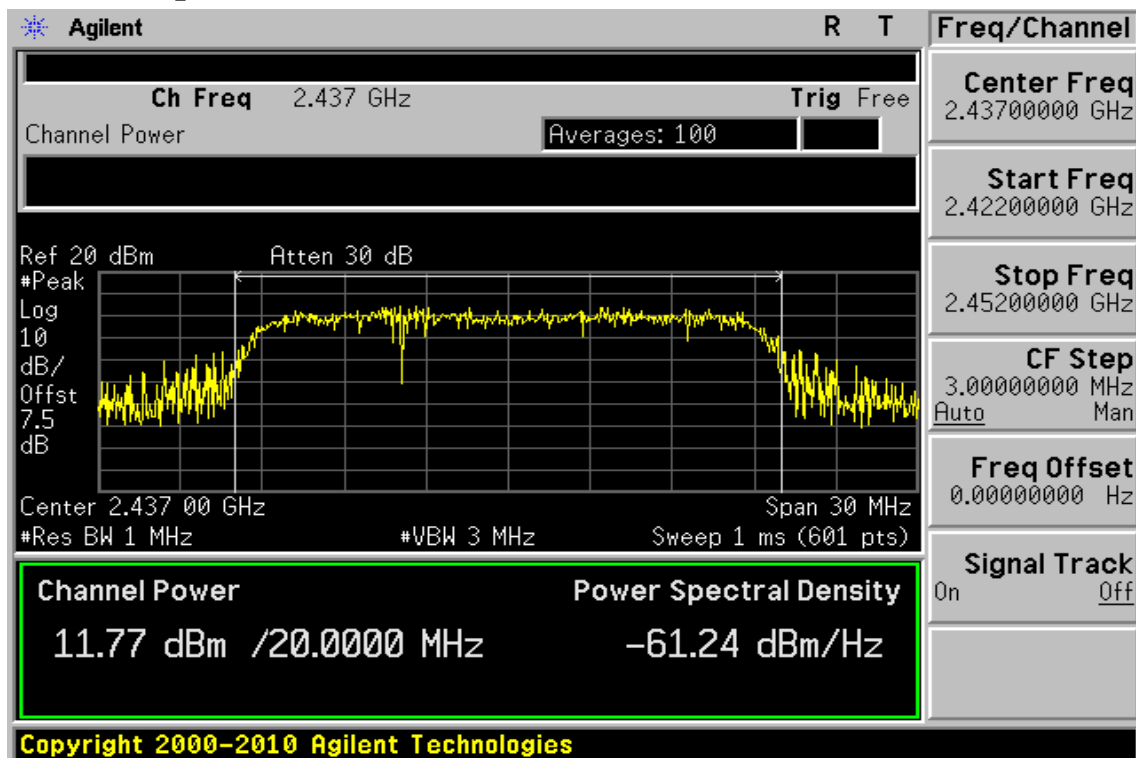 Agilent R T
Freq/Channel
Ch Freq 2.437 GHz Trig Free
Channel Power Averages: 100
Ref 20 dBm Atten 30 dB
#Peak
Log
10
dB/
Offst
7.5
dB
Center 2.437 00 GHz Span 30 MHz
#Res BW 1 MHz #VBW 3 MHz Sweep 1 ms (601 pts)
Channel Power Power Spectral Density
11.77 dBm /20.0000 MHz -61.24 dBm/Hz
Copyright 2000-2010 Agilent Technologies
Center Freq
2.43700000 GHz
Start Freq
2.42200000 GHz
Stop Freq
2.45200000 GHz
CF Step
3.00000000 MHz
Auto Man
Freq Offset
0.00000000 Hz
Signal Track
On Off